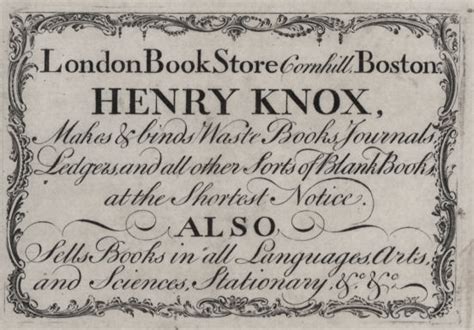 London Book Store Cornhill, Boston
HENRY KNOX,
Makes & binds Waste Books, Journals,
Ledgers, and all other Sorts of Blank Books,
at the Shortest Notice.
ALSO
Sells Books in all Languages, Arts,
and Sciences, Stationary, &c. &c.